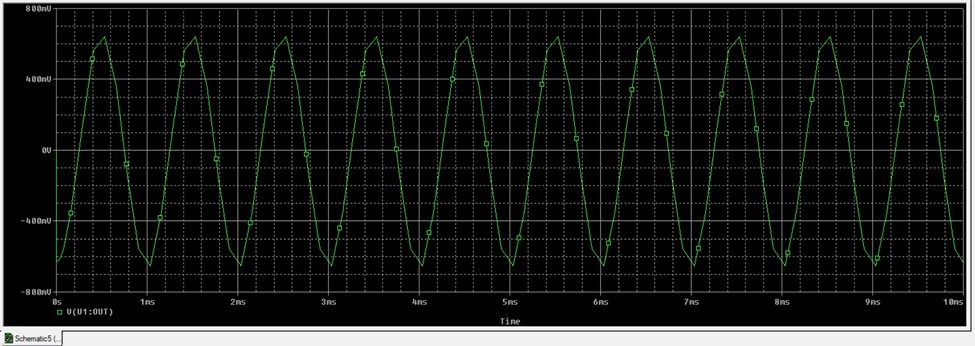 800mV
400mV
0V
-400mV
-800mV
0s 1ms 2ms 3ms 4ms 5ms 6ms 7ms 8ms 9ms 10ms
V(U1:OUT)
Time
Schematic5 (...